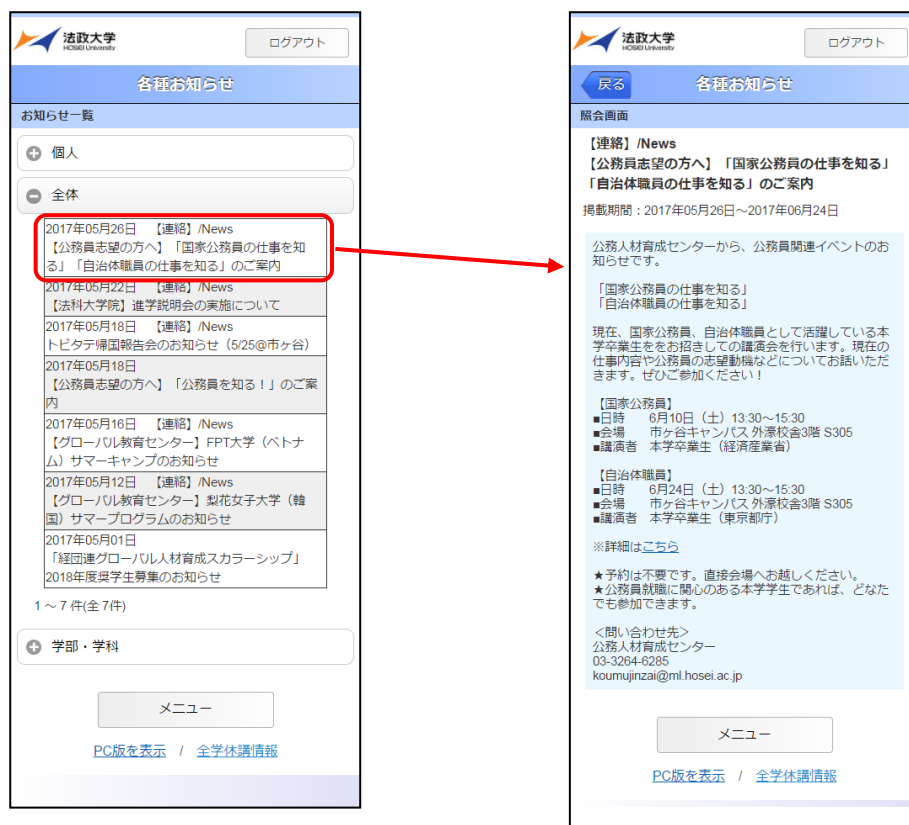 法政大学
HOSEI University
ログアウト
各種お知らせ
お知らせ一覧
個人
全体
2017年05月26日 【連絡】/News
【公務員志望の方へ】「国家公務員の仕事を知
る」「自治体職員の仕事を知る」のご案内
2017年05月22日 【連絡】/News
【法科大学院】進学説明会の実施について
2017年05月18日 【連絡】/News
トビタテ帰国報告会のお知らせ（5/25@市ヶ谷）
2017年05月18日
【公務員志望の方へ】「公務員を知る！」のご案
内
2017年05月16日 【連絡】/News
【グローバル教育センター】FPT大学（ベトナ
ム）サマーキャンプのお知らせ
2017年05月12日 【連絡】/News
【グローバル教育センター】梨花女子大学（韓
国）サマープログラムのお知らせ
2017年05月01日
「経団連グローバル人材育成スカラーシップ」
2018年度奨学生募集のお知らせ
1 ～ 7 件(全 7件)
学部・学科
メニュー
PC版を表示 / 全学休講情報
法政大学
HOSEI University
ログアウト
戻る
各種お知らせ
照会画面
【連絡】/News
【公務員志望の方へ】「国家公務員の仕事を知る」
「自治体職員の仕事を知る」のご案内
掲載期間：2017年05月26日～2017年06月24日
公務人材育成センターから、公務員関連イベントのお
知らせです。
「国家公務員の仕事を知る」
「自治体職員の仕事を知る」
現在、国家公務員、自治体職員として活躍している本
学卒業生ををお招きしての講演会を行います。現在の
仕事内容や公務員の志望動機などについてお話いただ
きます。ぜひご参加ください！
【国家公務員】
■日時 6月10日（土）13:30～15:30
■会場 市ヶ谷キャンパス 外濠校舎3階 S305
■講演者 本学卒業生（経済産業省）
【自治体職員】
■日時 6月24日（土）13:30～15:30
■会場 市ヶ谷キャンパス 外濠校舎3階 S305
■講演者 本学卒業生（東京都庁）
※詳細はこちら
★予約は不要です。直接会場へお越しください。
★公務員就職に関心のある本学学生であれば、どなた
でも参加できます。
＜問い合わせ先＞
公務人材育成センター
03-3264-6285
koumujinzai@ml.hosei.ac.jp
メニュー
PC版を表示 / 全学休講情報